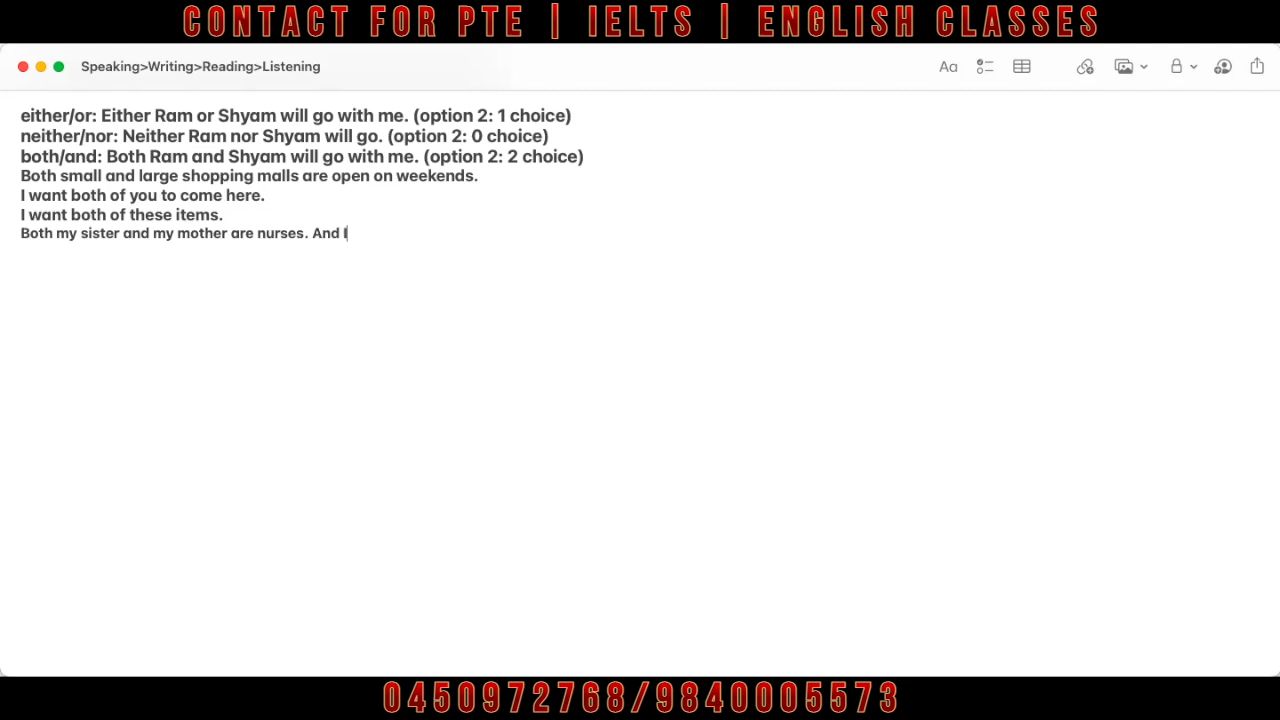 CONTACT FOR PTE | IELTS | ENGLISH CLASSES
Speaking>Writing>Reading>Listening
Aa
either/or: Either Ram or Shyam will go with me. (option 2: 1 choice)
neither/nor: Neither Ram nor Shyam will go. (option 2: 0 choice)
both/and: Both Ram and Shyam will go with me. (option 2: 2 choice)
Both small and large shopping malls are open on weekends.
I want both of you to come here.
I want both of these items.
Both my sister and my mother are nurses. And I
0450972768/9840005573